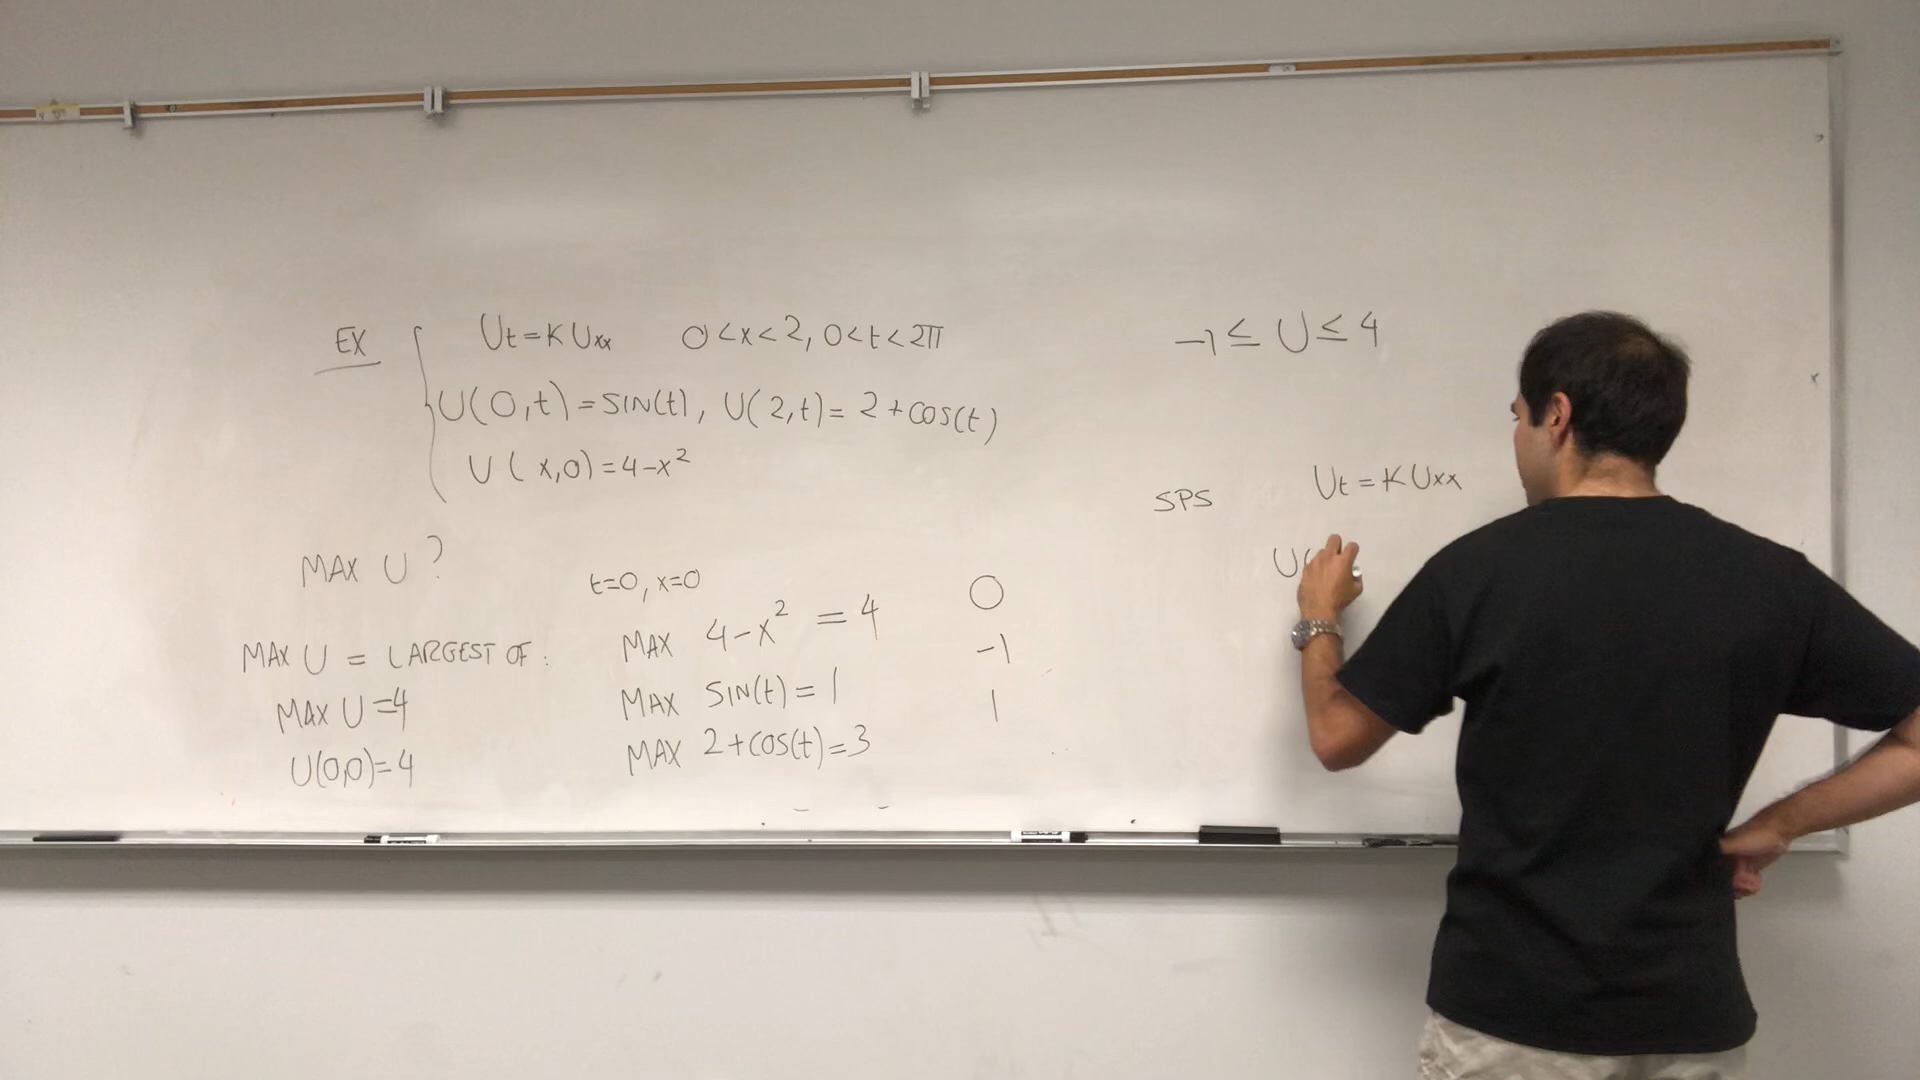 EX
Ut=KUxx 0<x<2, 0<t<2π
U(0,t)=SIN(t), U(2,t)=2+COS(t)
U(x,0)=4-x²
MAX U?
MAX U = LARGEST OF:
MAX U=4
U(0,0)=4
t=0, x=0
MAX 4-x² = 4 0
MAX SIN(t)=1 -1
MAX 2+COS(t)=3 1
-1≤U≤4
SPS Ut=KUxx
U(